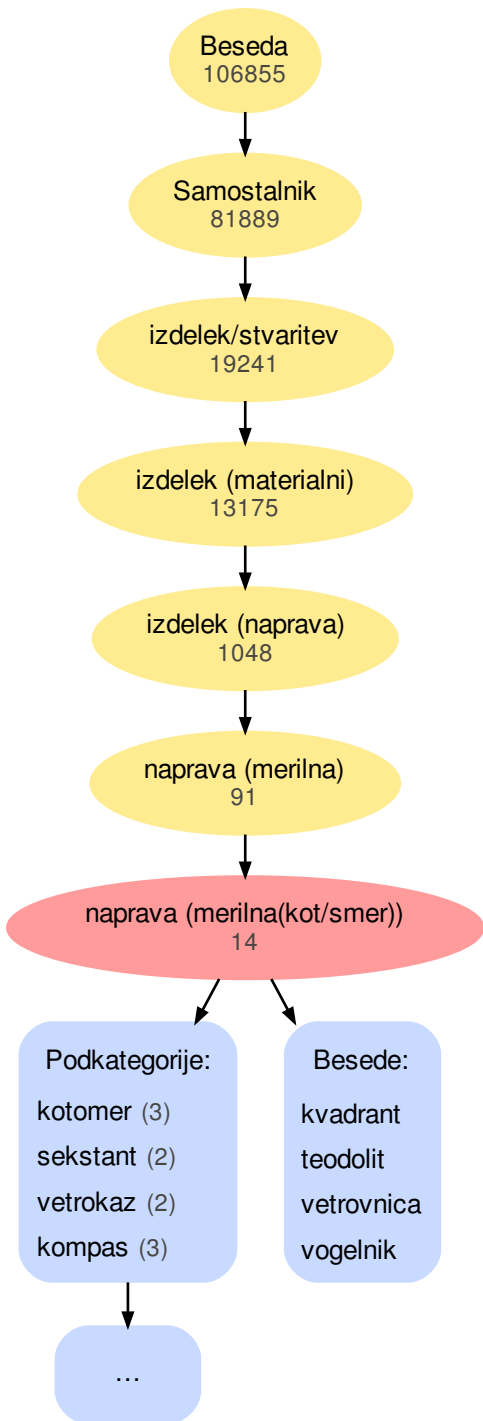 Beseda
106855
Samostalnik
81889
izdelek/stvaritev
19241
izdelek (materialni)
13175
izdelek (naprava)
1048
naprava (merilna)
91
naprava (merilna(kot/smer))
14
Podkategorije:
kotomer (3)
sekstant (2)
vetrokaz (2)
kompas (3)
Besede:
kvadrant
teodolit
vetrovnica
vogelnik
...